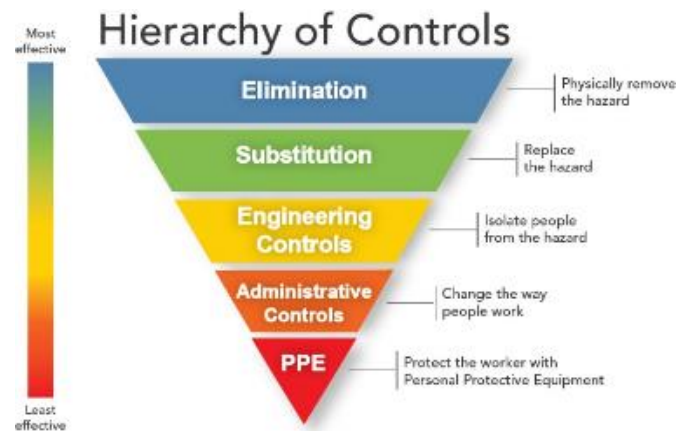 Hierarchy of Controls
Most
effective
Elimination
Physically remove
the hazard
Substitution
Replace
the hazard
Engineering
Controls
Isolate people
from the hazard
Administrative
Controls
Change the way
people work
PPE
Protect the worker with
Personal Protective Equipment
Least
effective